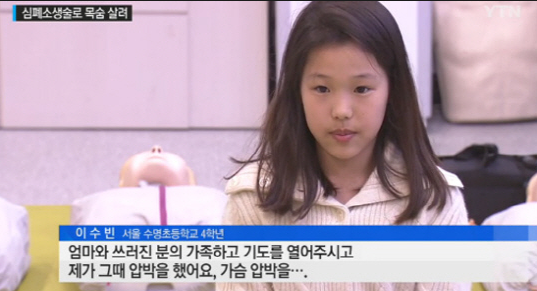 심폐소생술로 목숨 살려
YTN
이수빈 서울 수명초등학교 4학년
엄마와 쓰러진 분의 가족하고 기도를 열어주시고
제가 그때 압박을 했어요, 가슴 압박을….